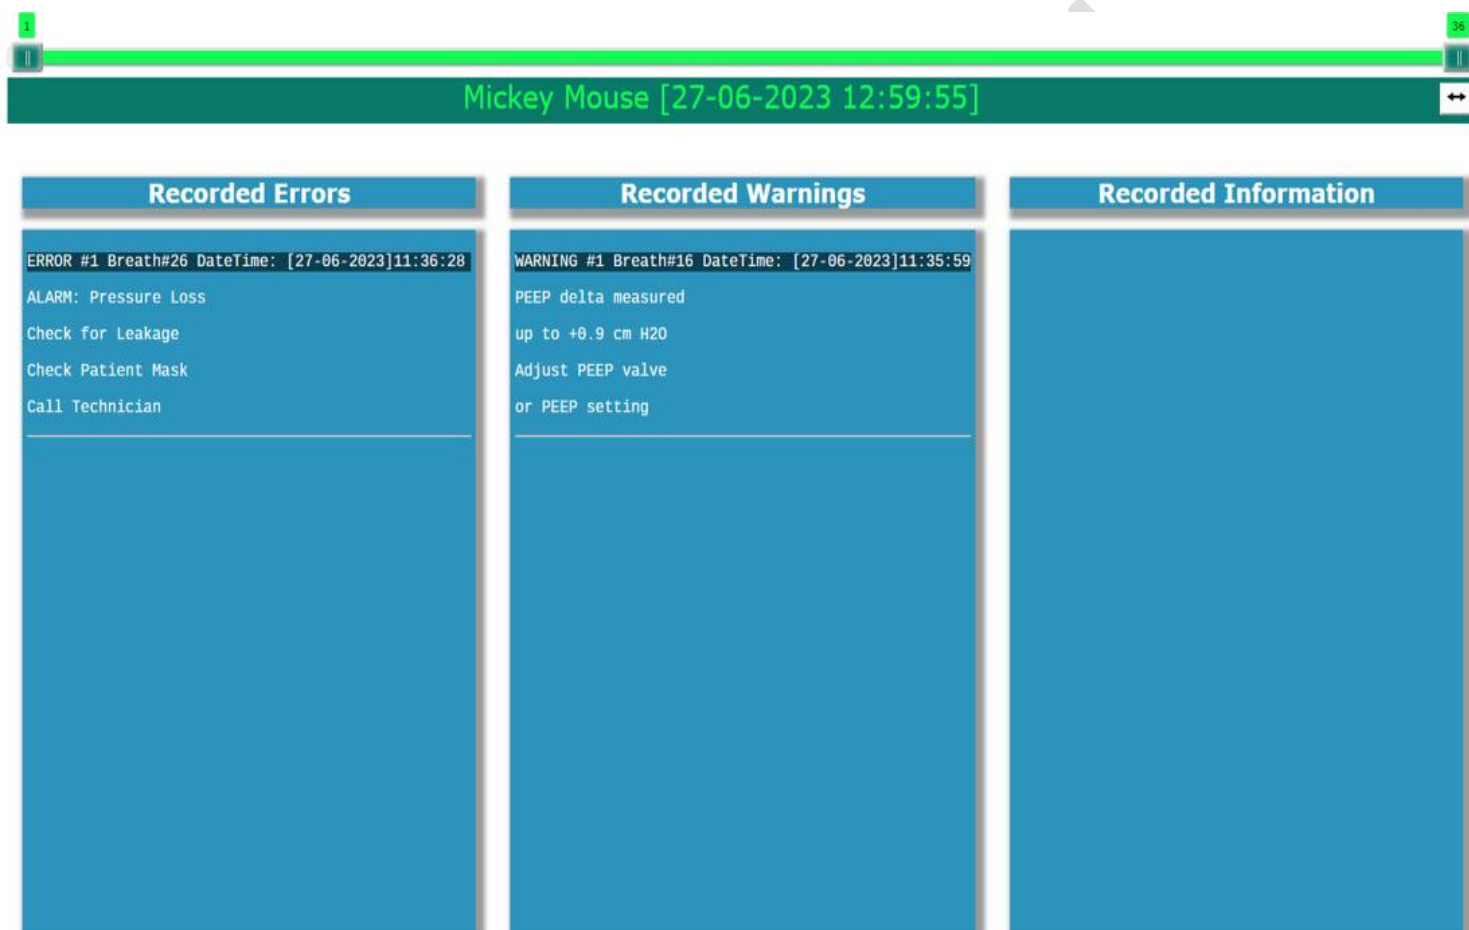 1
36
Mickey Mouse [27-06-2023 12:59:55]
Recorded Errors
ERROR #1 Breath#26 DateTime: [27-06-2023]11:36:28
ALARM: Pressure Loss
Check for Leakage
Check Patient Mask
Call Technician
Recorded Warnings
WARNING #1 Breath#16 DateTime: [27-06-2023]11:35:59
PEEP delta measured
up to +0.9 cm H2O
Adjust PEEP valve
or PEEP setting
Recorded Information